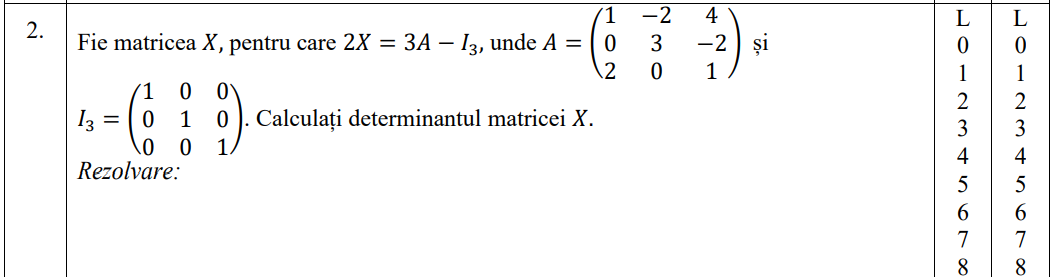 2.
Fie matricea X, pentru care 2X = 3A − I₃, unde A = (1 −2 4
0 3 −2
2 0 1) și
I₃ = (1 0 0
0 1 0
0 0 1). Calculați determinantul matricei X.
Rezolvare:
L L
0 0
1 1
2 2
3 3
4 4
5 5
6 6
7 7
8 8